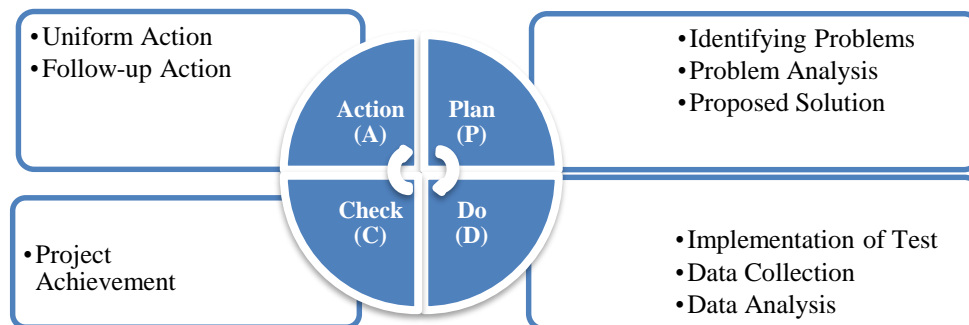 •Uniform Action
•Follow-up Action
•Identifying Problems
•Problem Analysis
•Proposed Solution
Action
(A)
Plan
(P)
Check
(C)
Do
(D)
•Project
Achievement
•Implementation of Test
•Data Collection
•Data Analysis